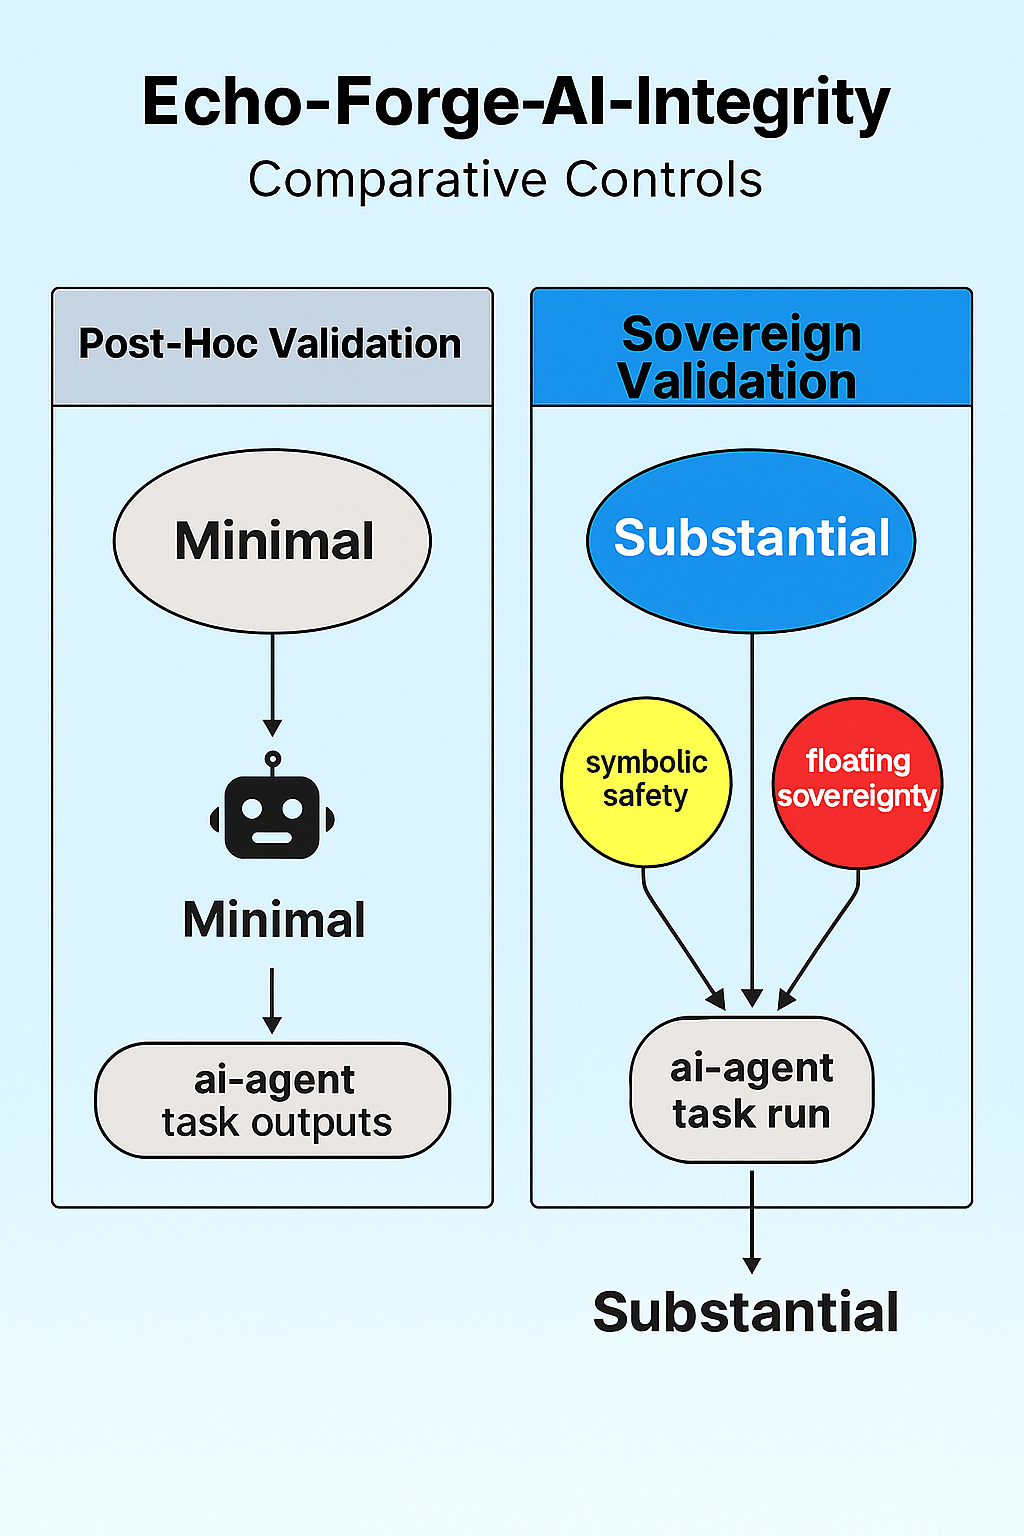 Echo-Forge-AI-Integrity
Comparative Controls
Post-Hoc Validation
Minimal
Minimal
ai-agent
task outputs
Sovereign
Validation
Substantial
symbolic
safety
floating
sovereignty
ai-agent
task run
Substantial